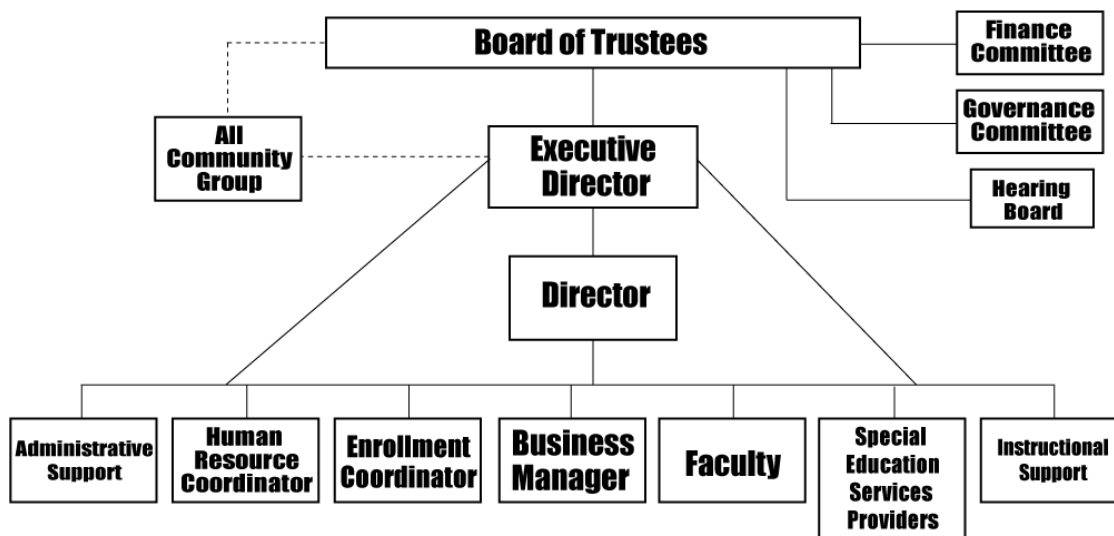 Board of Trustees
Finance
Committee
Governance
Committee
All
Community
Group
Executive
Director
Hearing
Board
Director
Administrative
Support
Human
Resource
Coordinator
Enrollment
Coordinator
Business
Manager
Faculty
Special
Education
Services
Providers
Instructional
Support